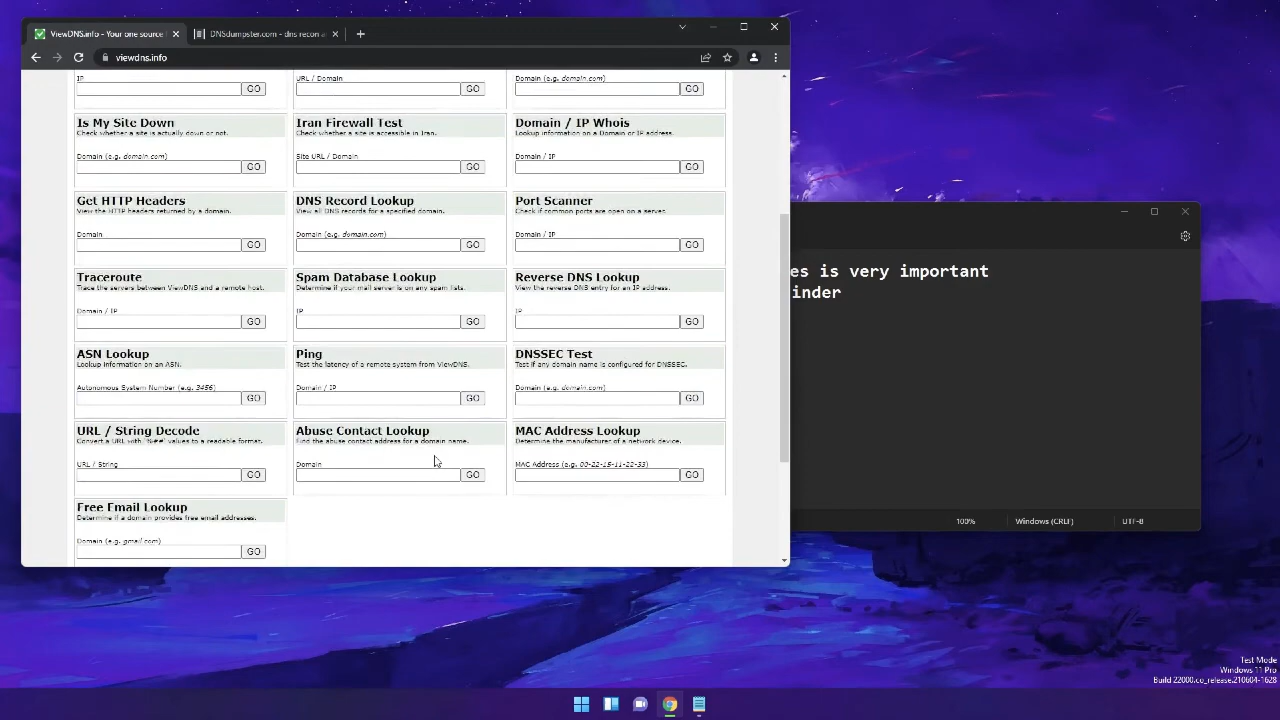 ViewDNS.info - Your one source
DNSdumpster.com - dns recon a
viewdns.info
IP
GO
URL / Domain
GO
Domain (e.g. domain.com)
GO
Is My Site Down
Check whether a site is actually down or not.
Domain (e.g. domain.com)
GO
Iran Firewall Test
Check whether a site is accessible in Iran.
Site URL / Domain
GO
Domain / IP Whois
Lookup information on a Domain or IP address.
Domain / IP
GO
Get HTTP Headers
View the HTTP headers returned by a domain.
Domain
GO
DNS Record Lookup
View all DNS records for a specified domain.
Domain (e.g. domain.com)
GO
Port Scanner
Check if common ports are open on a server.
Domain / IP
GO
Traceroute
Trace the servers between ViewDNS and a remote host.
Domain / IP
GO
Spam Database Lookup
Determine if your mail server is on any spam lists.
IP
GO
Reverse DNS Lookup
View the reverse DNS entry for an IP address.
IP
GO
ASN Lookup
Lookup information on an ASN.
Autonomous System Number (e.g. 3456)
GO
Ping
Test the latency of a remote system from ViewDNS.
Domain / IP
GO
DNSSEC Test
Test if any domain name is configured for DNSSEC.
Domain (e.g. domain.com)
GO
URL / String Decode
Convert a URL with '%##' values to a readable format.
URL / String
GO
Abuse Contact Lookup
Find the abuse contact address for a domain name.
Domain
GO
MAC Address Lookup
Determine the manufacturer of a network device.
MAC Address (e.g. 00-22-15-11-22-33)
GO
Free Email Lookup
Determine if a domain provides free email addresses.
Domain (e.g. gmail.com)
GO
es is very important
inder
100%
Windows (CRLF)
UTF-8
Test Mode
Windows 11 Pro
Build 22000.co_release.210604-1628